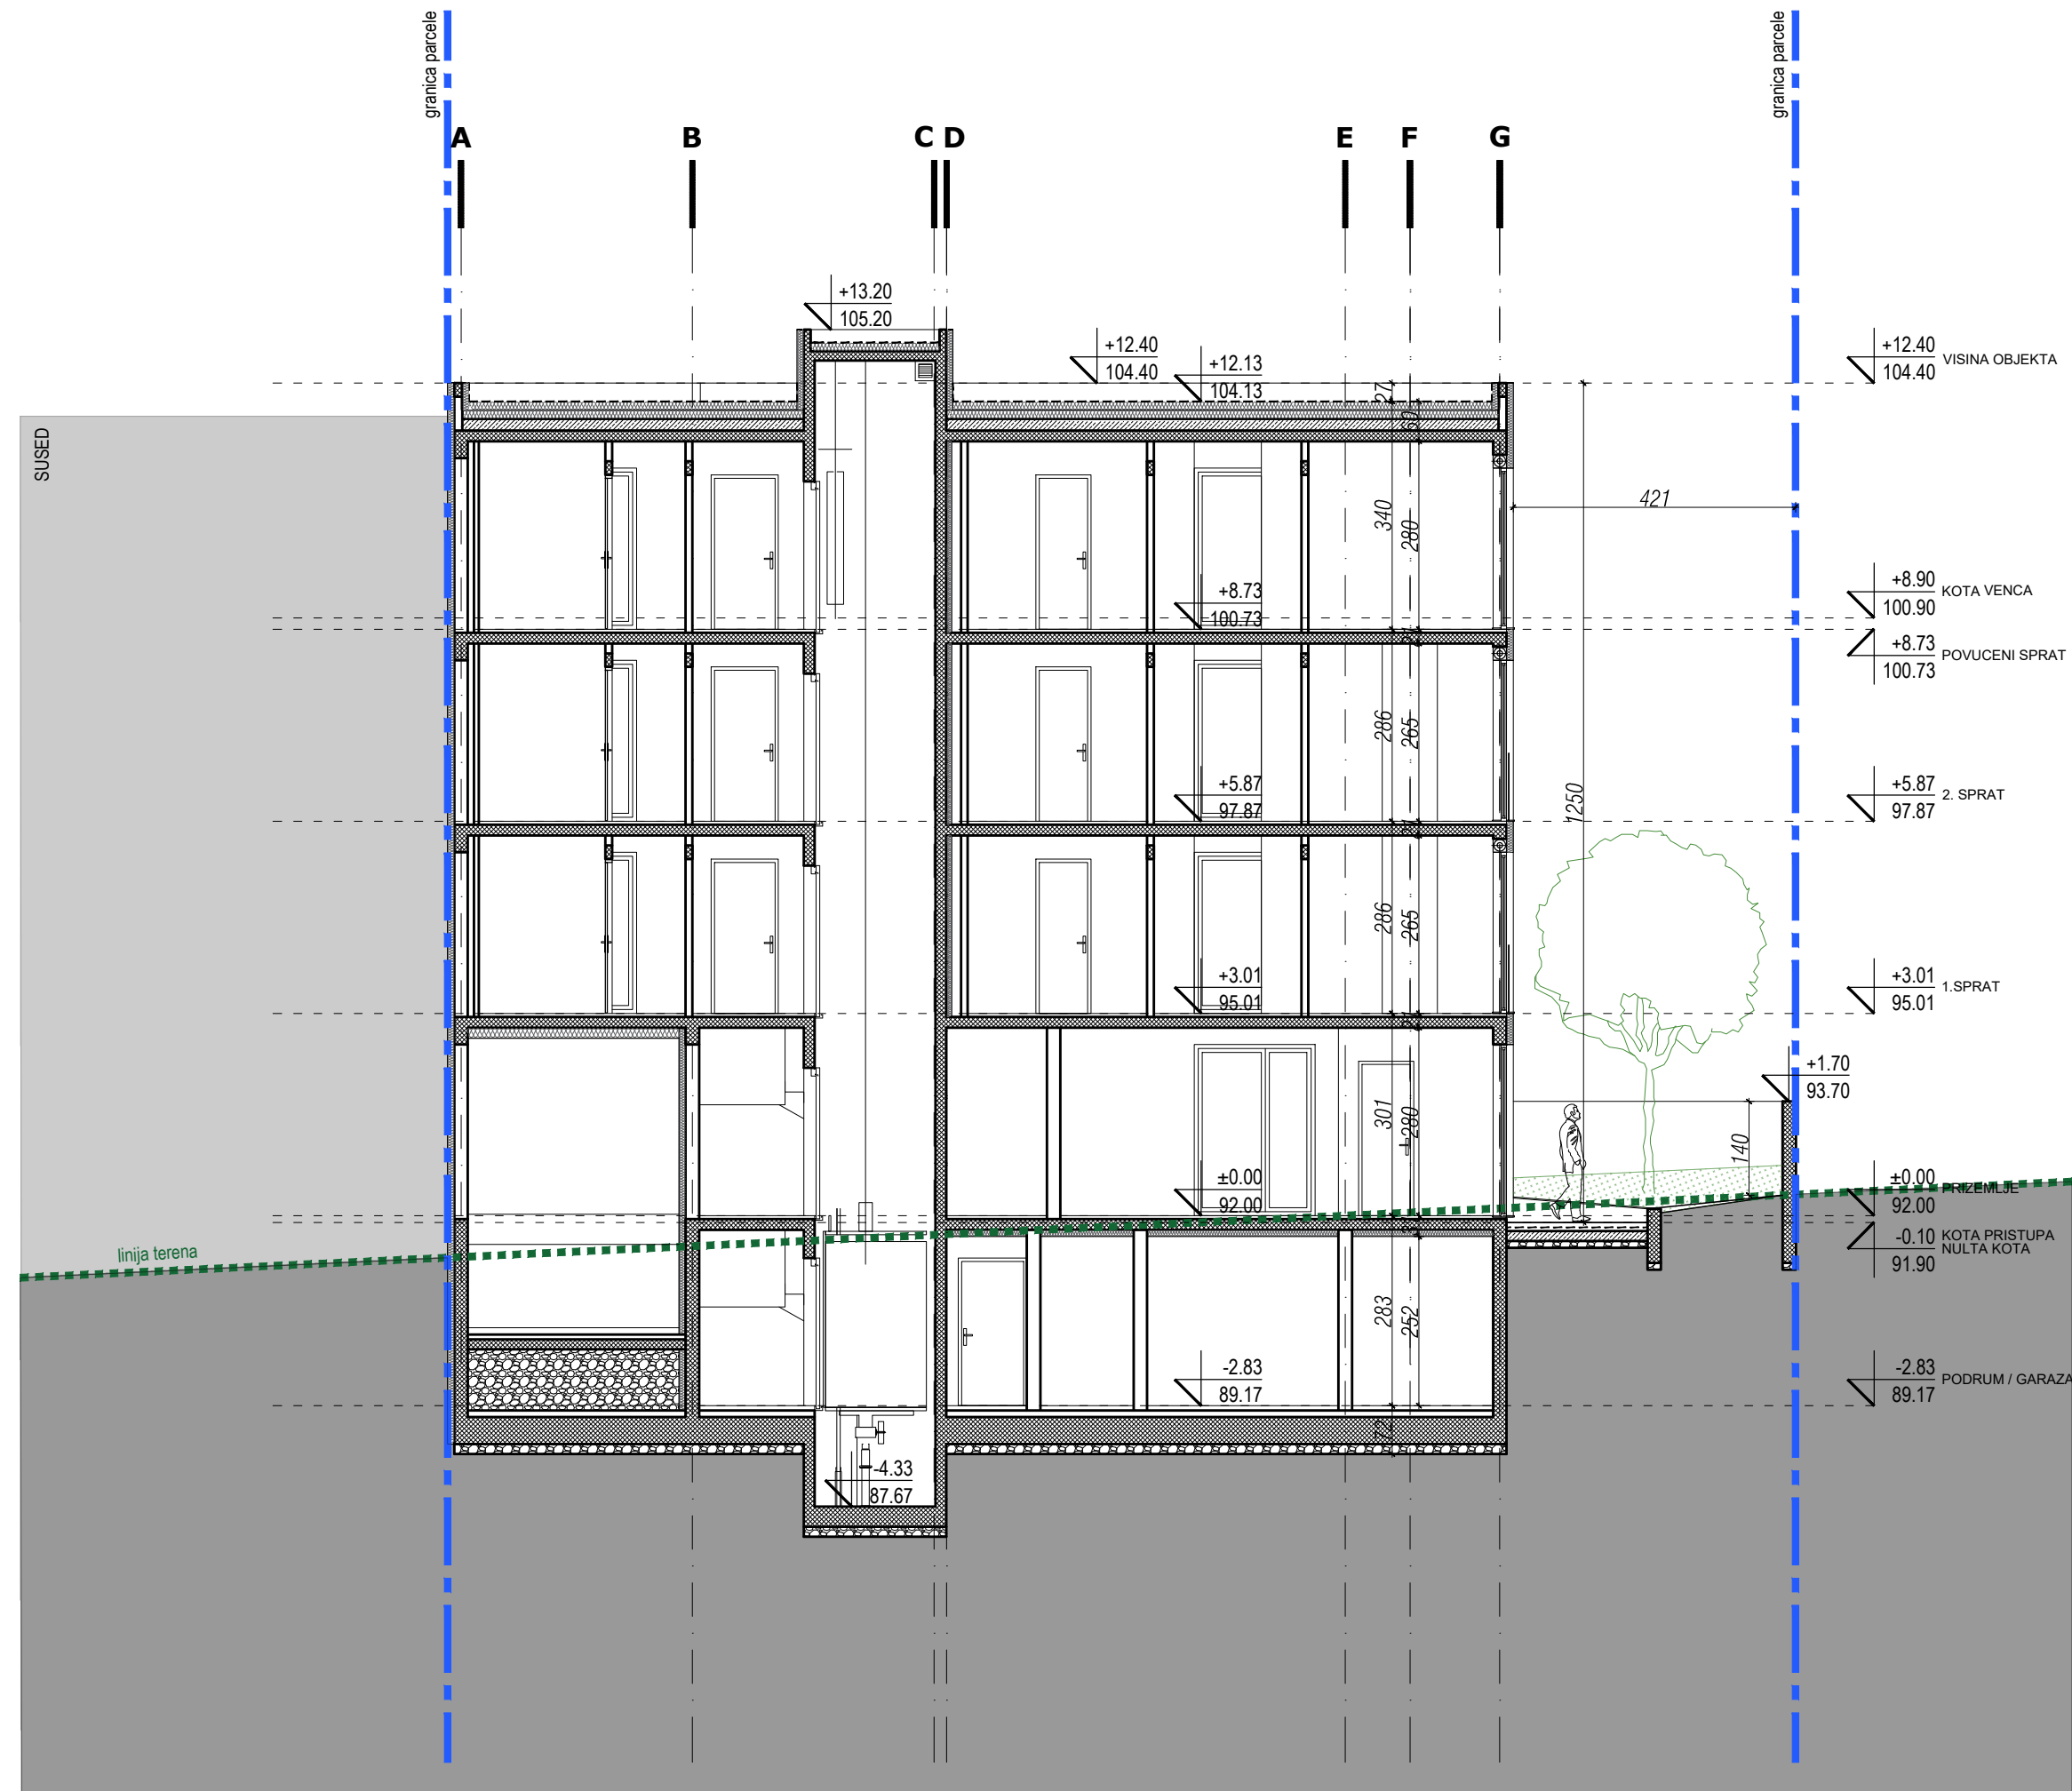 granica parcele
granica parcele
A
B
C
D
E
F
G
+13.20
105.20
+12.40
104.40
+12.13
104.13
+12.40
104.40
VISINA OBJEKTA
27
60
SUSED
421
340
280
+8.73
100.73
+8.90
100.90
KOTA VENCA
+8.73
100.73
POVUCENI SPRAT
21
286
265
1250
+5.87
97.87
+5.87
97.87
2. SPRAT
21
286
265
+3.01
95.01
+3.01
95.01
1.SPRAT
21
+1.70
93.70
301
280
140
±0.00
92.00
±0.00
92.00
PRIZEMLJE
linija terena
-0.10
91.90
KOTA PRISTUPA
NULTA KOTA
283
252
-2.83
89.17
-2.83
89.17
PODRUM / GARAZA
72
-4.33
87.67